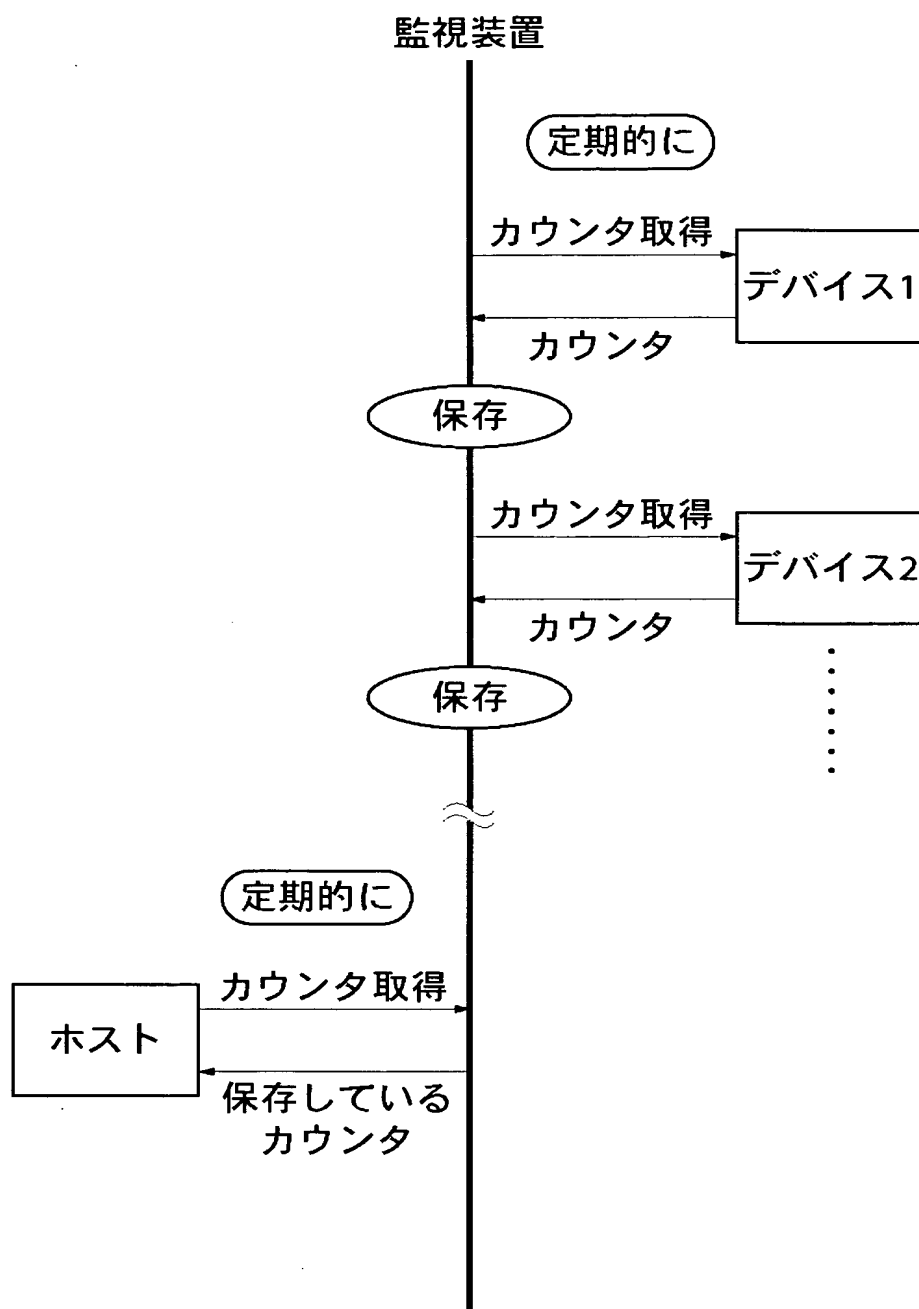 監視装置
定期的に
カウンタ取得
デバイス1
カウンタ
保存
カウンタ取得
デバイス2
カウンタ
保存
定期的に
カウンタ取得
ホスト
保存している
カウンタ